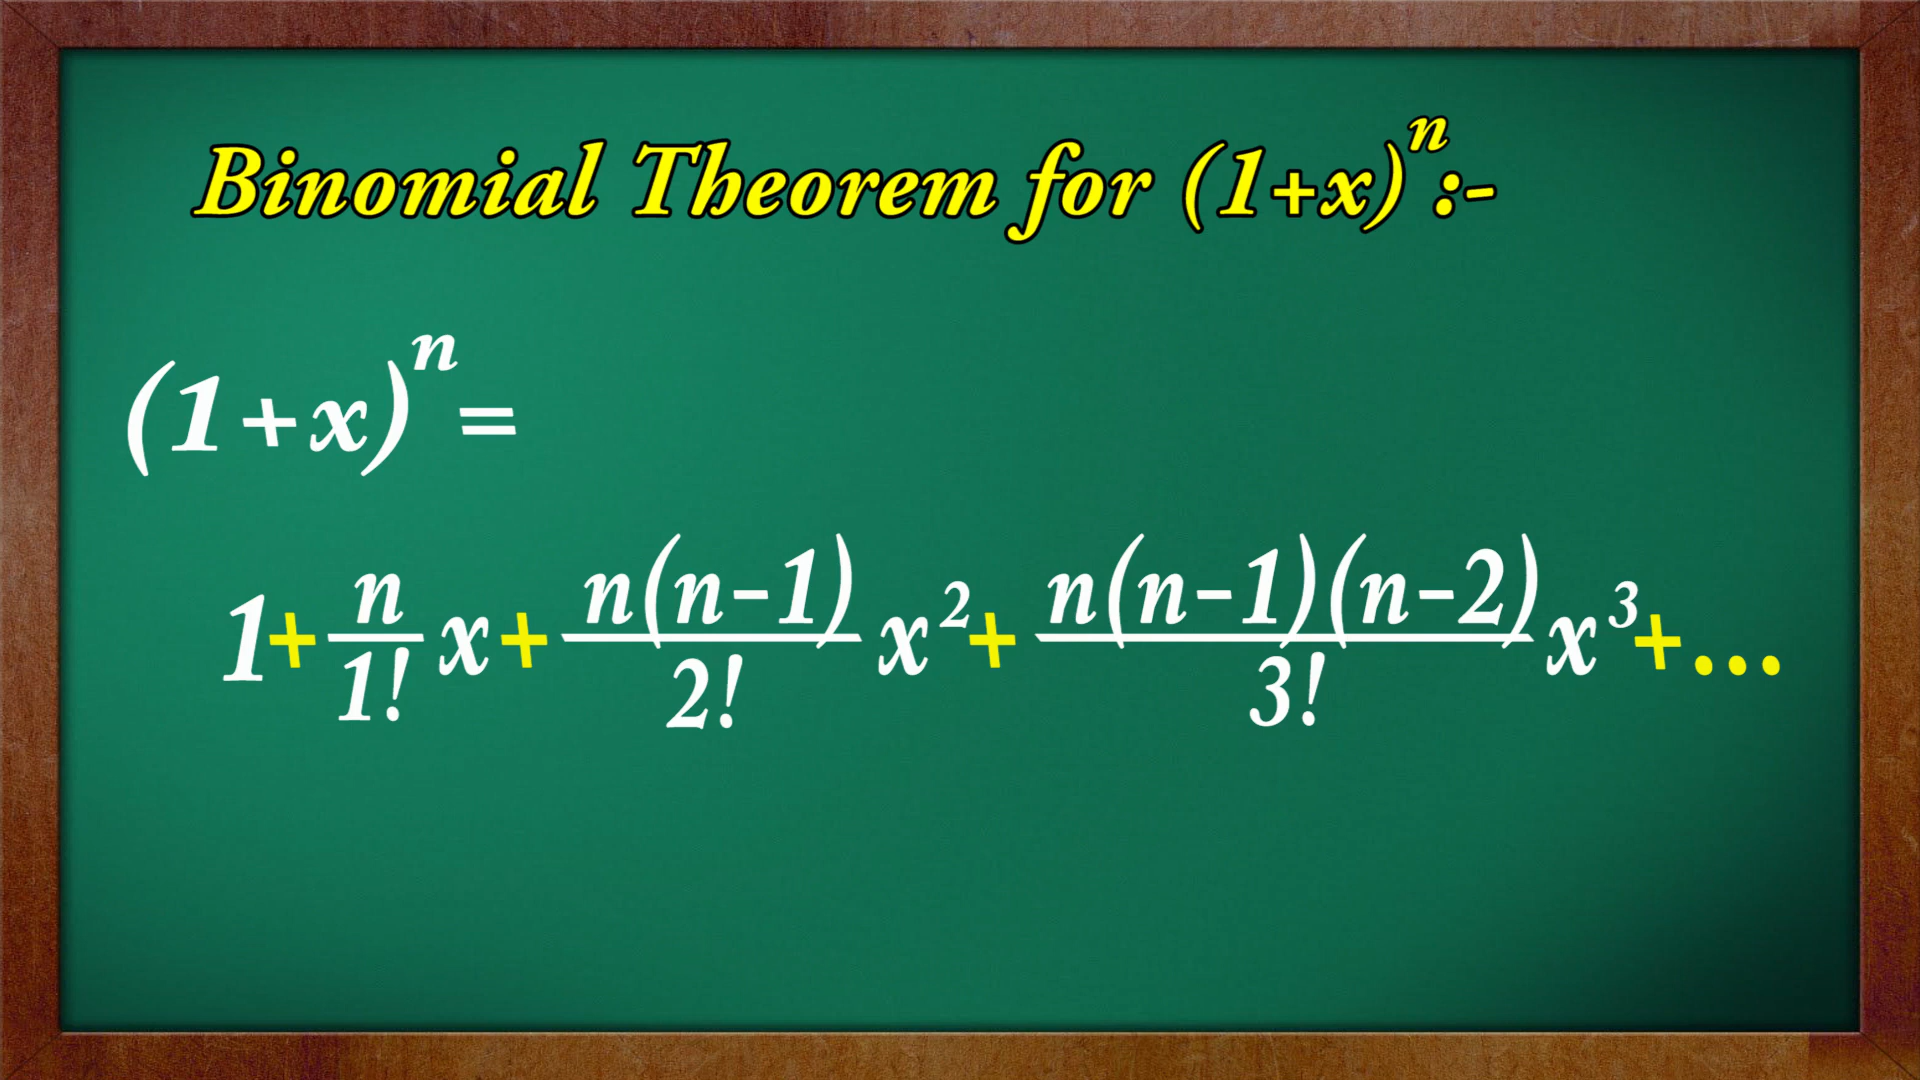 Binomial Theorem for (1+x)ⁿ:-
(1+x)ⁿ=
1+n/1! x+n(n-1)/2! x²+n(n-1)(n-2)/3! x³+...